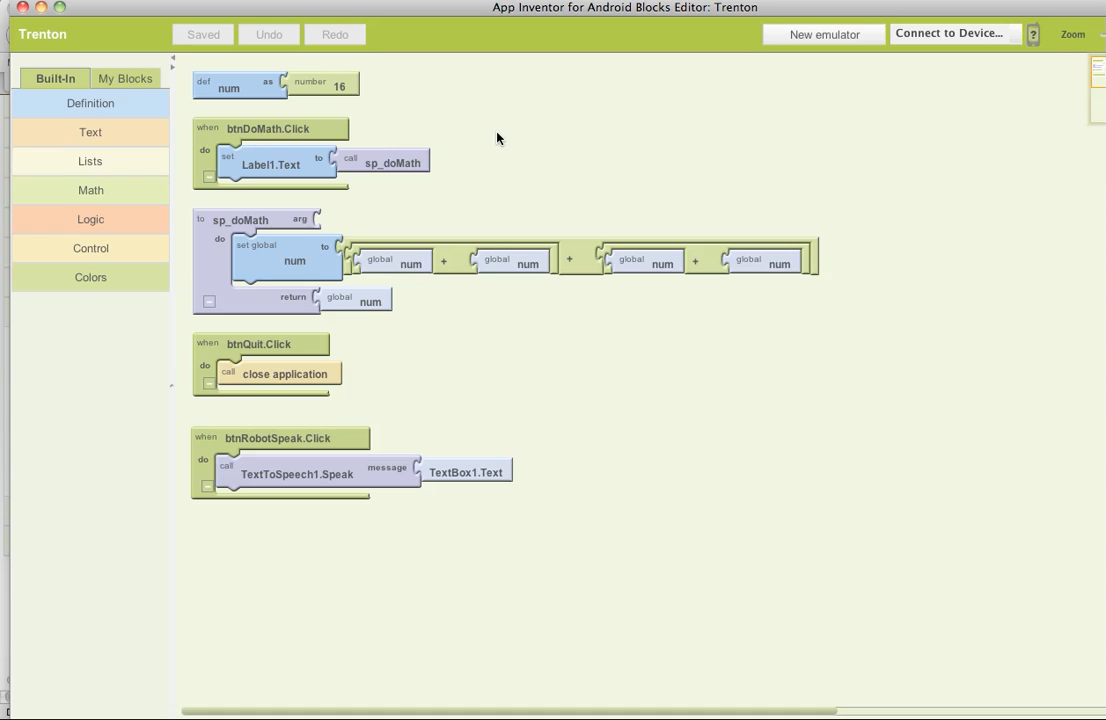 App Inventor for Android Blocks Editor: Trenton
Trenton Saved Undo Redo New emulator Connect to Device... ? Zoom
Built-In My Blocks
Definition
Text
Lists
Math
Logic
Control
Colors
def num as number 16
when btnDoMath.Click
do set Label1.Text to call sp_doMath
to sp_doMath arg
do set global num to global num + global num + global num + global num
return global num
when btnQuit.Click
do call close application
when btnRobotSpeak.Click
do call TextToSpeech1.Speak message TextBox1.Text